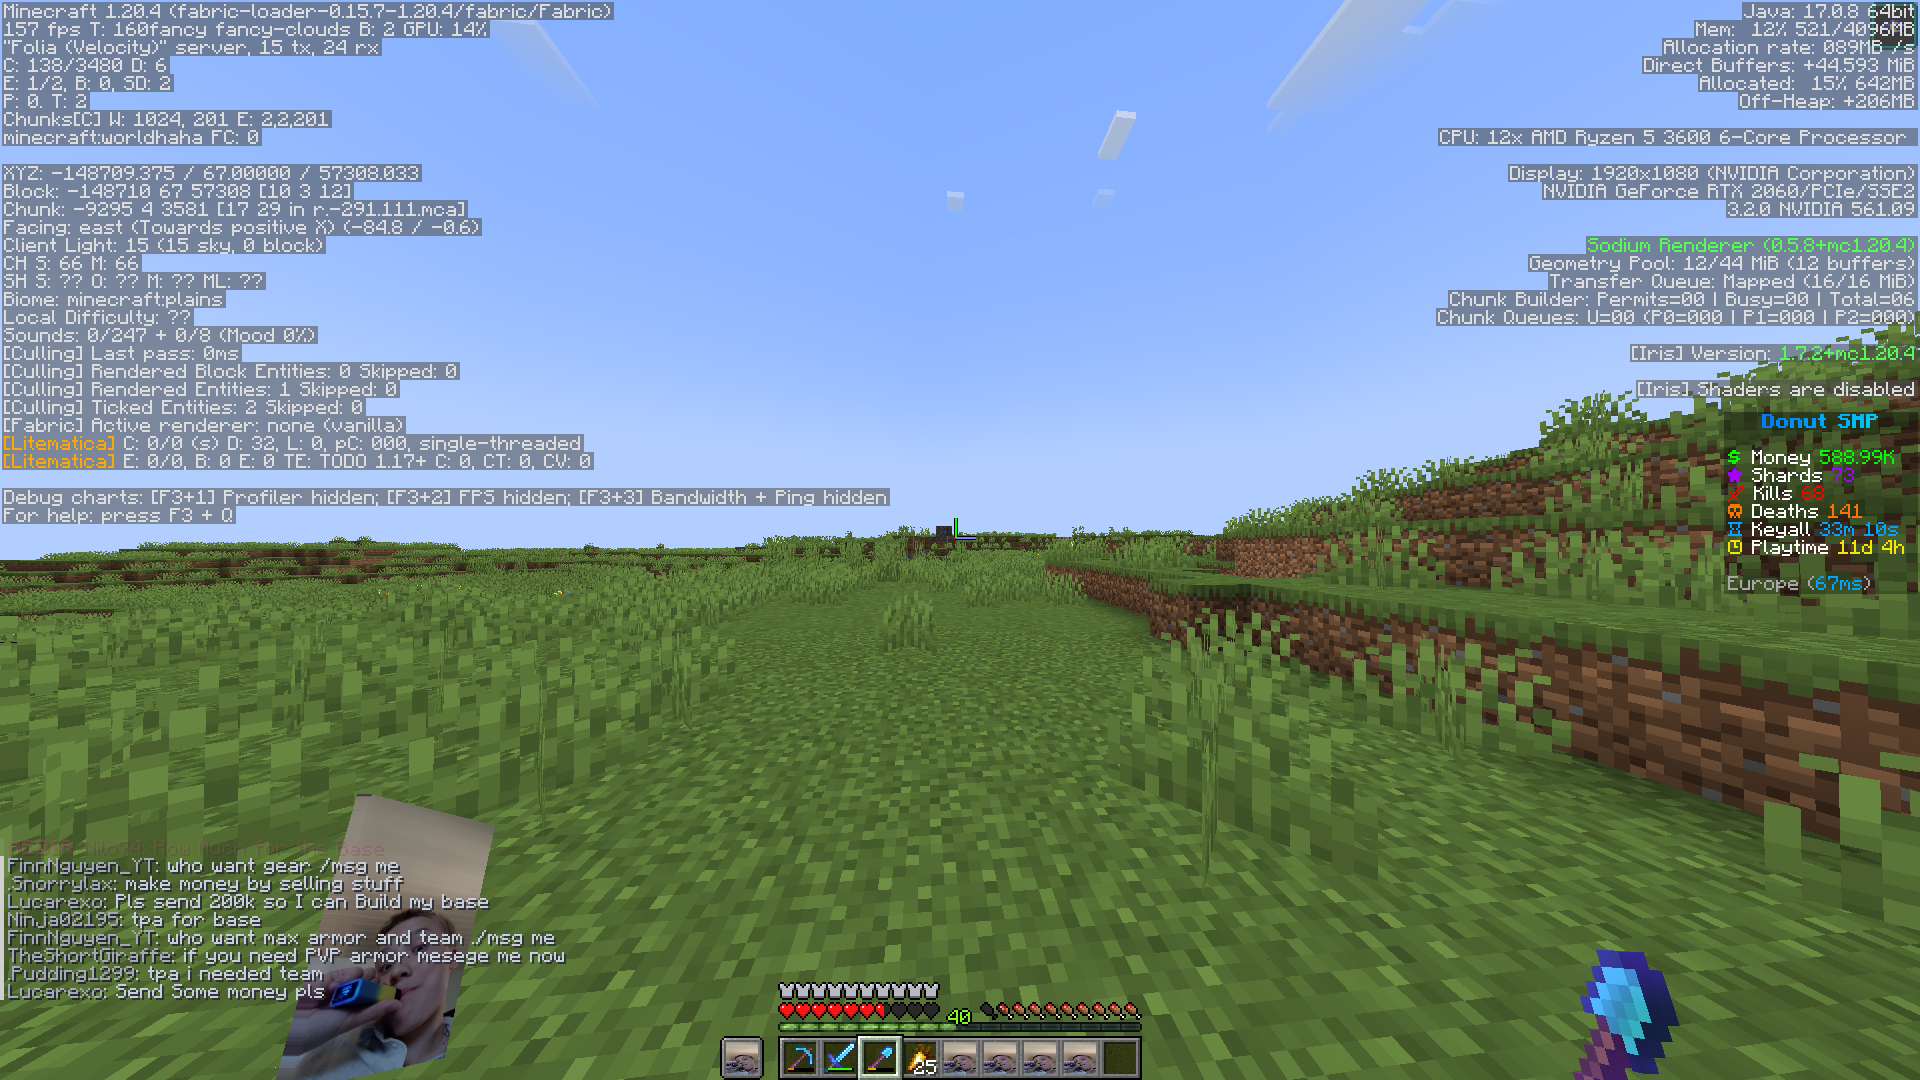 Minecraft 1.20.4 (fabric-loader-0.15.7-1.20.4/fabric/Fabric)
157 fps T: 160fancy fancy-clouds B: 2 GPU: 14%
"Folia (Velocity)" server, 15 tx, 24 rx
C: 138/3480 D: 6
E: 1/2, B: 0, SD: 2
P: 0. T: 2
Chunks[C] W: 1024, 201 E: 2,2,201
minecraft:worldhaha FC: 0
XYZ: -148709.375 / 67.00000 / 57308.033
Block: -148710 67 57308 [10 3 12]
Chunk: -9295 4 3581 [17 29 in r.-291.111.mca]
Facing: east (Towards positive X) (-84.8 / -0.6)
Client Light: 15 (15 sky, 0 block)
CH S: 66 M: 66
SH S: ?? O: ?? M: ?? ML: ??
Biome: minecraft:plains
Local Difficulty: ??
Sounds: 0/247 + 0/8 (Mood 0%)
[Culling] Last pass: 0ms
[Culling] Rendered Block Entities: 0 Skipped: 0
[Culling] Rendered Entities: 1 Skipped: 0
[Culling] Ticked Entities: 2 Skipped: 0
[Fabric] Active renderer: none (vanilla)
[Litematica] C: 0/0 (s) D: 32, L: 0, pC: 000, single-threaded
[Litematica] E: 0/0, B: 0 E: 0 TE: TODO 1.17+ C: 0, CT: 0, CV: 0
Debug charts: [F3+1] Profiler hidden; [F3+2] FPS hidden; [F3+3] Bandwidth + Ping hidden
For help: press F3 + Q
Java: 17.0.8 64bit
Mem: 12% 521/4096MB
Allocation rate: 089MB /s
Direct Buffers: +44.593 MiB
Allocated: 15% 642MB
Off-Heap: +206MB
CPU: 12x AMD Ryzen 5 3600 6-Core Processor
Display: 1920x1080 (NVIDIA Corporation)
NVIDIA GeForce RTX 2060/PCIe/SSE2
3.2.0 NVIDIA 561.09
Sodium Renderer (0.5.8+mc1.20.4)
Geometry Pool: 12/44 MiB (12 buffers)
Transfer Queue: Mapped (16/16 MiB)
Chunk Builder: Permits=00 | Busy=00 | Total=06
Chunk Queues: U=00 (P0=000 | P1=000 | P2=000)
[Iris] Version: 1.7.2+mc1.20.4
[Iris] Shaders are disabled
Donut SMP
$ Money 588.99K
Shards 73
Kills 68
Deaths 141
Keyall 33m 10s
Playtime 11d 4h
Europe (67ms)
How much for the base
FinnNguyen_YT: who want gear /msg me
.Snorrylax: make money by selling stuff
Lucarexo: Pls send 200k so I can Build my base
Ninja02195: tpa for base
FinnNguyen_YT: who want max armor and team ./msg me
TheShortGiraffe: if you need PVP armor mesege me now
.Pudding1299: tpa i needed team
Lucarexo: Send Some money pls
40
25